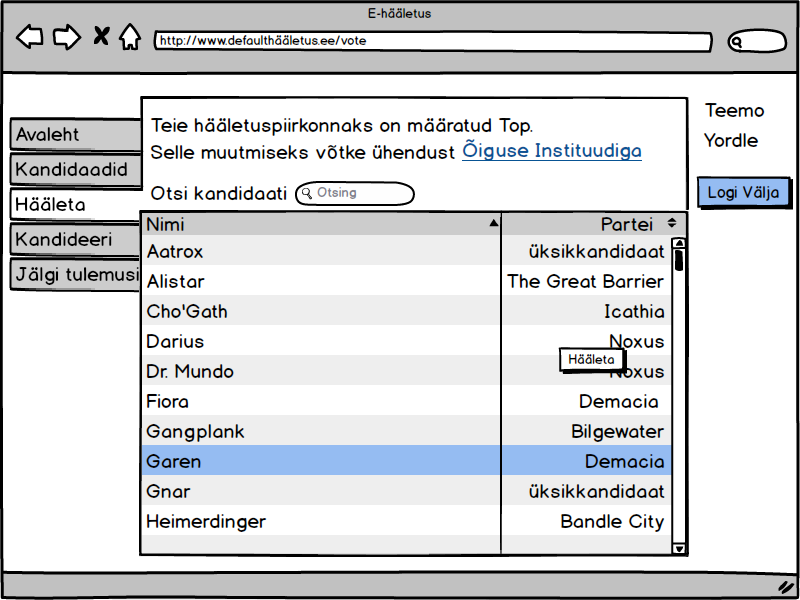 E-hääletus
http://www.defaulthääletus.ee/vote
Teemo
Yordle
Logi Välja
Avaleht
Kandidaadid
Hääleta
Kandideeri
Jälgi tulemusi
Teie hääletuspiirkonnaks on määratud Top.
Selle muutmiseks võtke ühendust Õiguse Instituudiga
Otsi kandidaati Otsing
Nimi Partei
Aatrox üksikkandidaat
Alistar The Great Barrier
Cho'Gath Icathia
Darius Noxus
Hääleta
Dr. Mundo Noxus
Fiora Demacia
Gangplank Bilgewater
Garen Demacia
Gnar üksikkandidaat
Heimerdinger Bandle City